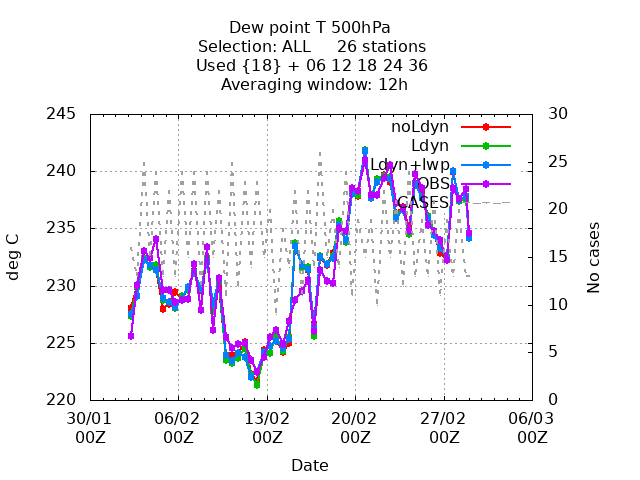 Dew point T 500hPa
Selection: ALL     26 stations
Used {18} + 06 12 18 24 36
Averaging window: 12h
245
240
235
230
225
220
deg C
30
25
20
15
10
5
0
No cases
noLdyn
Ldyn
Ldyn+lwp
OBS
CASES
30/01 06/02 13/02 20/02 27/02 06/03
00Z 00Z 00Z 00Z 00Z 00Z
Date